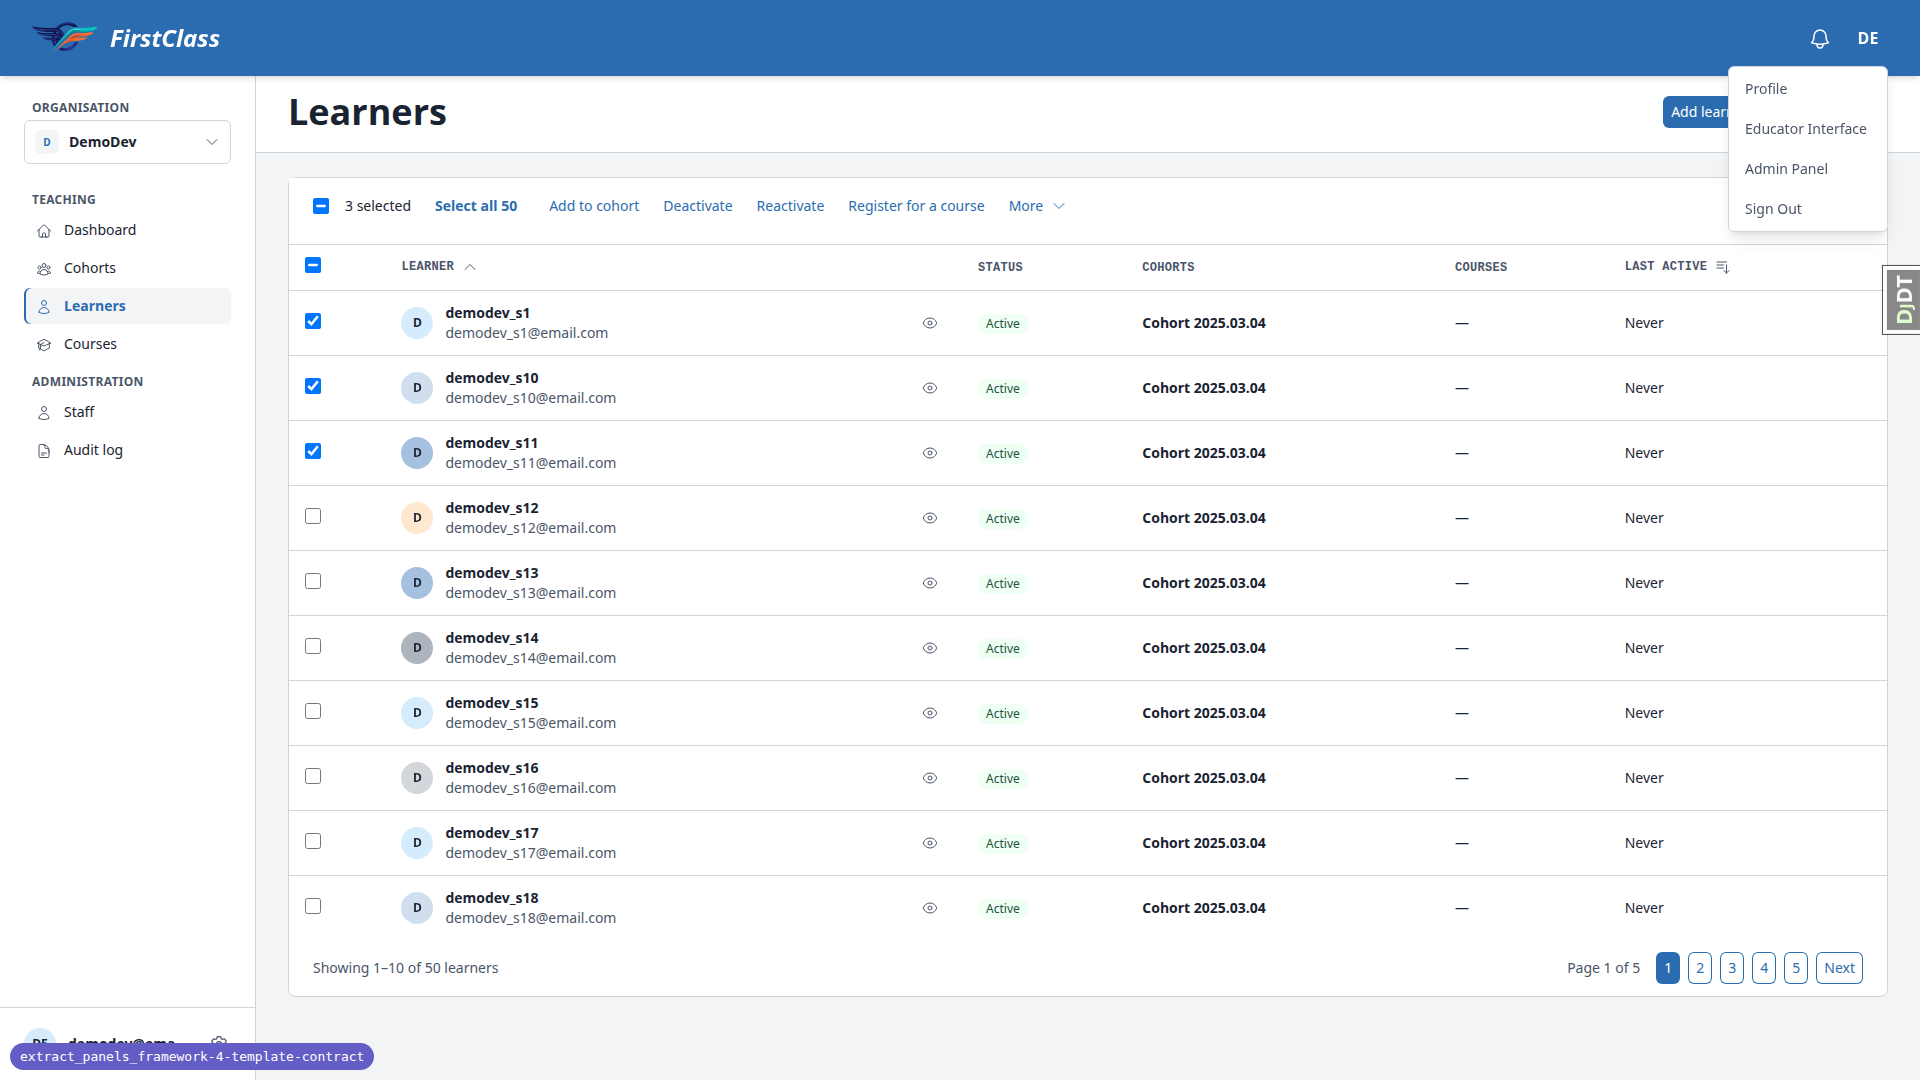 FirstClass
DE
Profile
Educator Interface
Admin Panel
Sign Out
ORGANISATION
D DemoDev
TEACHING
Dashboard
Cohorts
Learners
Courses
ADMINISTRATION
Staff
Audit log
Learners
Add lear
3 selected Select all 50 Add to cohort Deactivate Reactivate Register for a course More
LEARNER STATUS COHORTS COURSES LAST ACTIVE
DJDT
D demodev_s1 Active Cohort 2025.03.04 — Never
demodev_s1@email.com
D demodev_s10 Active Cohort 2025.03.04 — Never
demodev_s10@email.com
D demodev_s11 Active Cohort 2025.03.04 — Never
demodev_s11@email.com
D demodev_s12 Active Cohort 2025.03.04 — Never
demodev_s12@email.com
D demodev_s13 Active Cohort 2025.03.04 — Never
demodev_s13@email.com
D demodev_s14 Active Cohort 2025.03.04 — Never
demodev_s14@email.com
D demodev_s15 Active Cohort 2025.03.04 — Never
demodev_s15@email.com
D demodev_s16 Active Cohort 2025.03.04 — Never
demodev_s16@email.com
D demodev_s17 Active Cohort 2025.03.04 — Never
demodev_s17@email.com
D demodev_s18 Active Cohort 2025.03.04 — Never
demodev_s18@email.com
Showing 1–10 of 50 learners
Page 1 of 5 1 2 3 4 5 Next
extract_panels_framework-4-template-contract